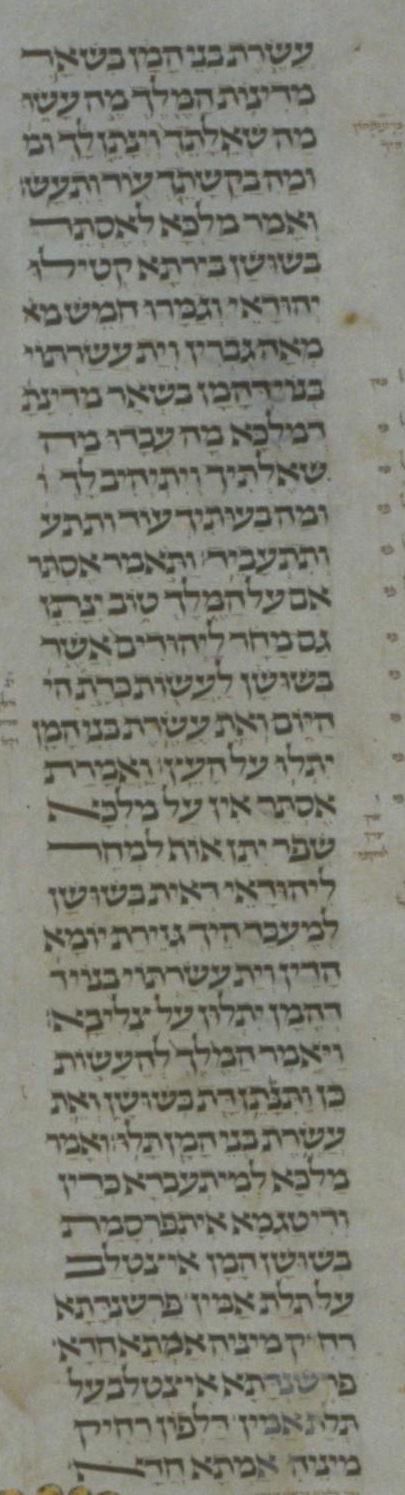 עשרת בני המן בשאר
מדינות המלך מה עשו
מה שאלתך וינתן לך ומ
ומה בקשתך עוד ותעש
ואמר מלכא לאסתר
בשושן בירתא קטילו
יהודאי וגמרו חמש מא
מאה גברין וית עשרתוי
בנוי דהמן בשאר מדינת
דמלכא מה עבדו מה
שאלתיך ויתיהיב לך ו
ומה בעותיך עוד ותתע
ותתעביד ותאמר אסתר
אם על המלך טוב ינתן
גם מחר ליהודים אשר
בשושן לעשות כדת הי
היום ואת עשרת בני המן
יתלו על העץ ואמרת
אסתר אין על מלכא
שפר יתן אות למחר
ליהודאי דאית בשושן
למעבד היך גזירת יומא
הדין וית עשרתוי בנוי ד
דהמן יתלון על צליבא
ויאמר המלך להעשות
כן ותנתן דת בשושן ואת
עשרת בני המן תלו ואמר
מלכא למיתעברא כדין
ודיטגמא איתפרסמת
בשושן המן איצטלב
על תלת אמין פרשנדתא
רחיק מיניה אמתא חדא
פרשנדתא איצטלב על
תלת אמין דלפון רחיק
מיניה אמתא חדא